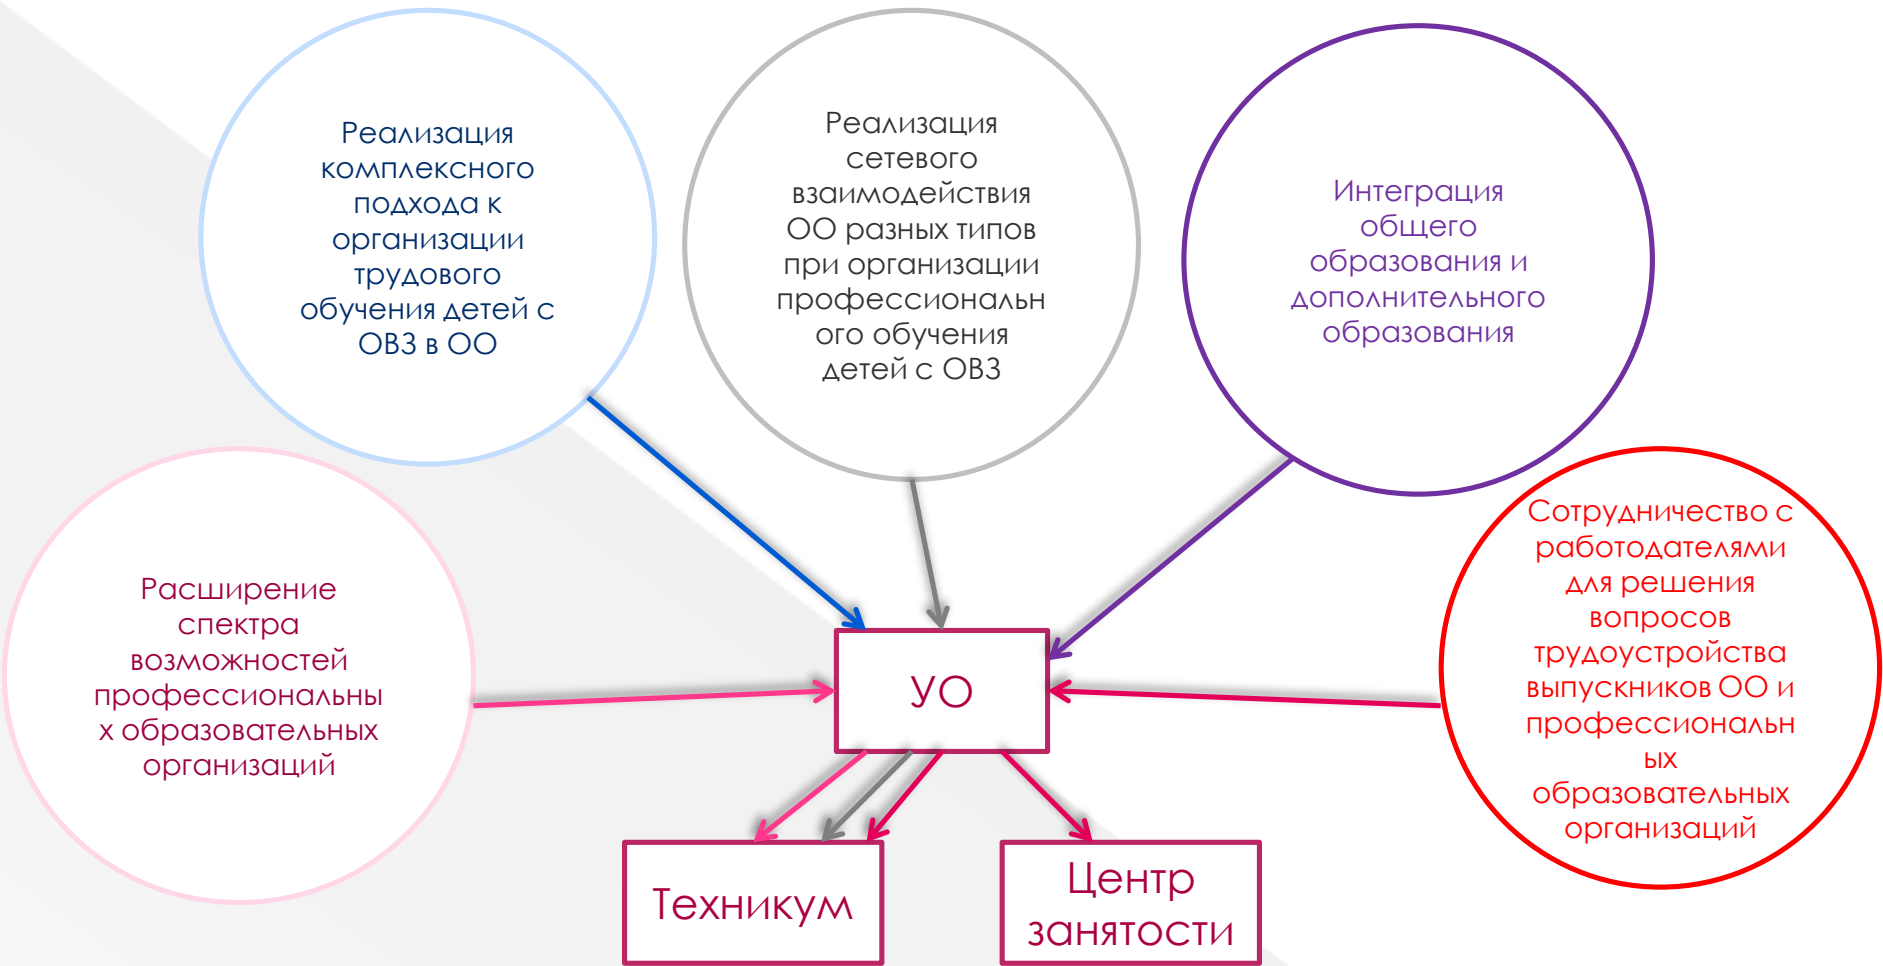 Реализация
комплексного
подхода к
организации
трудового
обучения детей с
ОВЗ в ОО
Реализация
сетевого
взаимодействия
ОО разных типов
при организации
профессиональн
ого обучения
детей с ОВЗ
Интеграция
общего
образования и
дополнительного
образования
Расширение
спектра
возможностей
профессиональны
х образовательных
организаций
Сотрудничество с
работодателями
для решения
вопросов
трудоустройства
выпускников ОО и
профессиональн
ых
образовательных
организаций
УО
Техникум
Центр
занятости